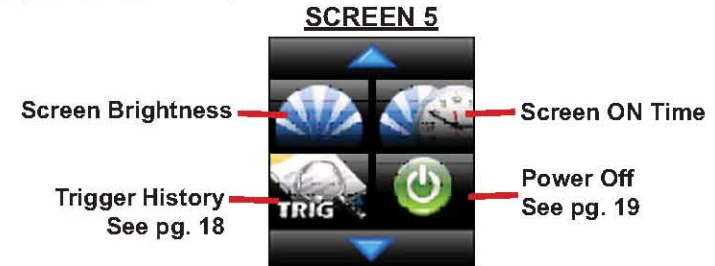 SCREEN 5
Screen Brightness
Screen ON Time
Trigger History
See pg. 18
TRIG
Power Off
See pg. 19